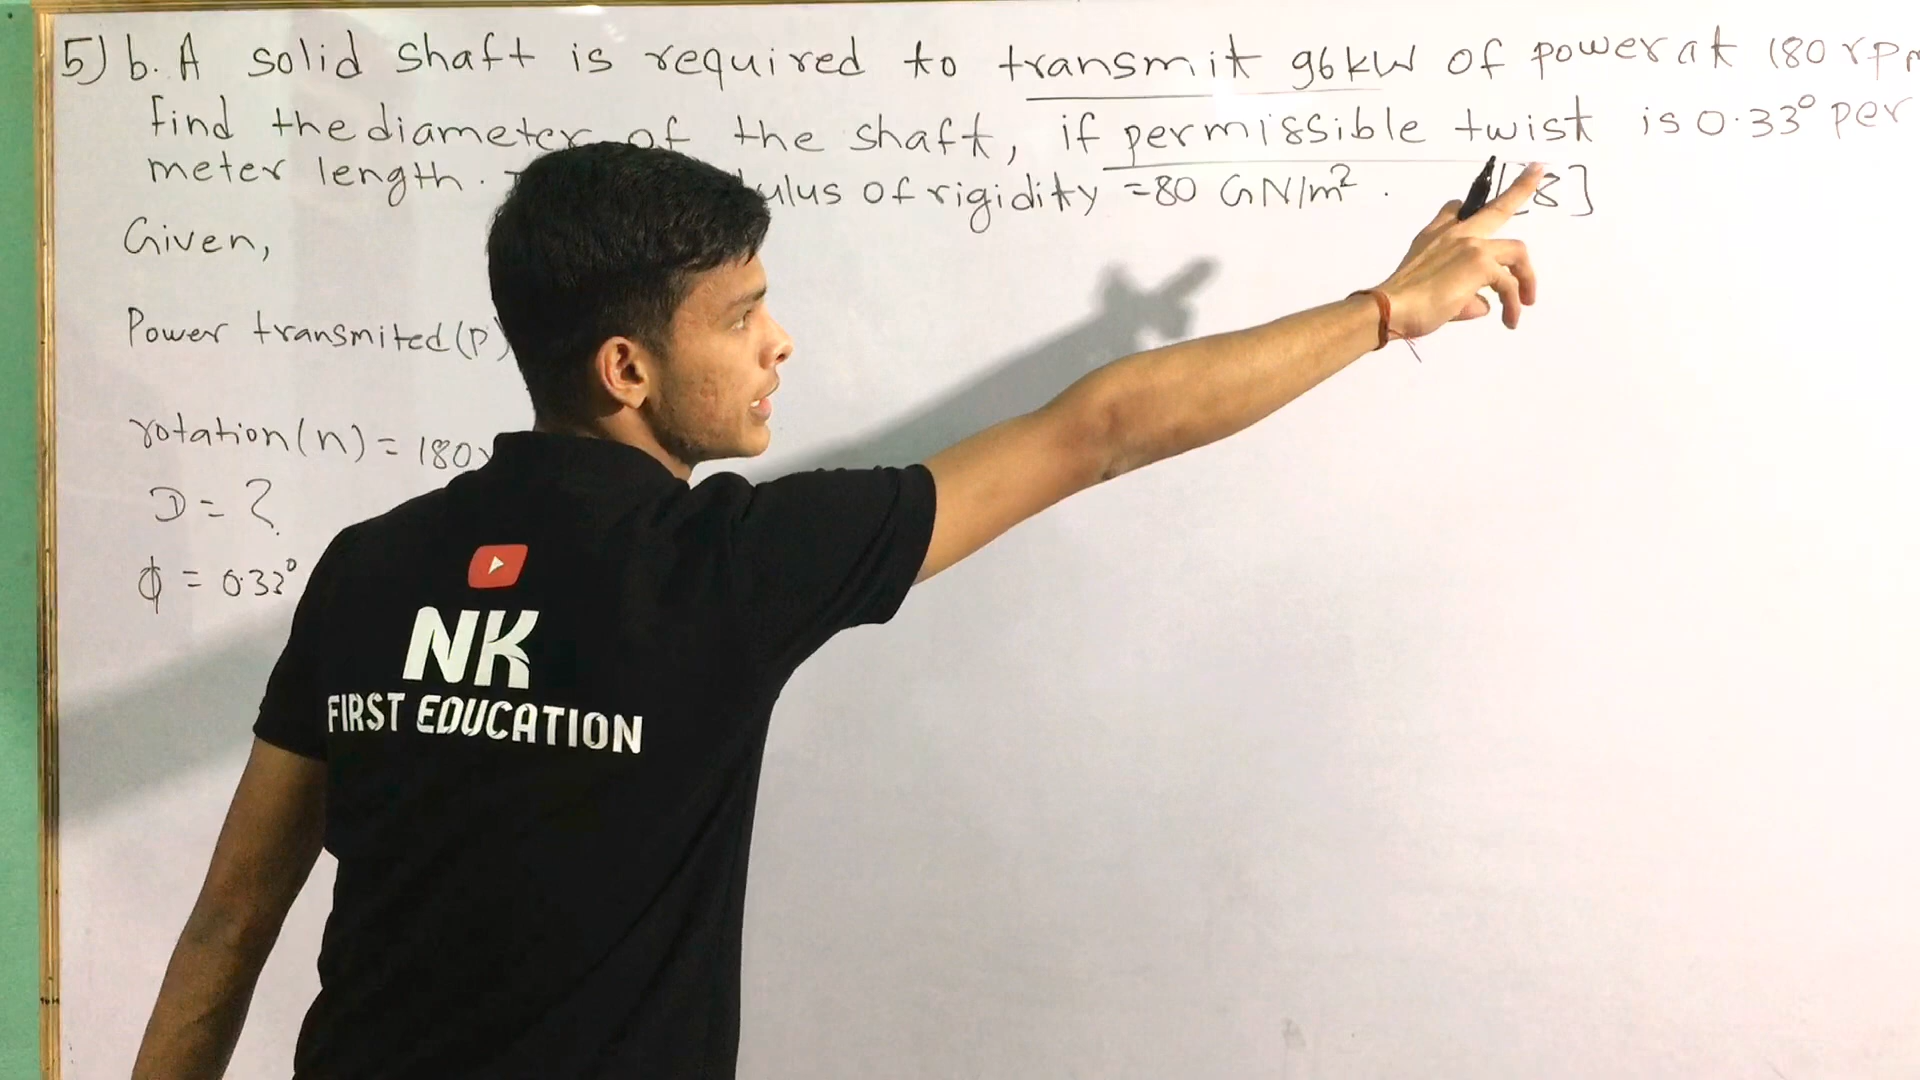 5) b. A solid shaft is required to transmit 96kW of power at 180 rpm
Find the diameter of the shaft, if permissible twist is 0.33° per
meter length. of rigidity = 80 GN/m². [8]
Given,
Power transmited (P)
rotation (n) = 180
D = ?
ϕ = 0.33°
NK
FIRST EDUCATION